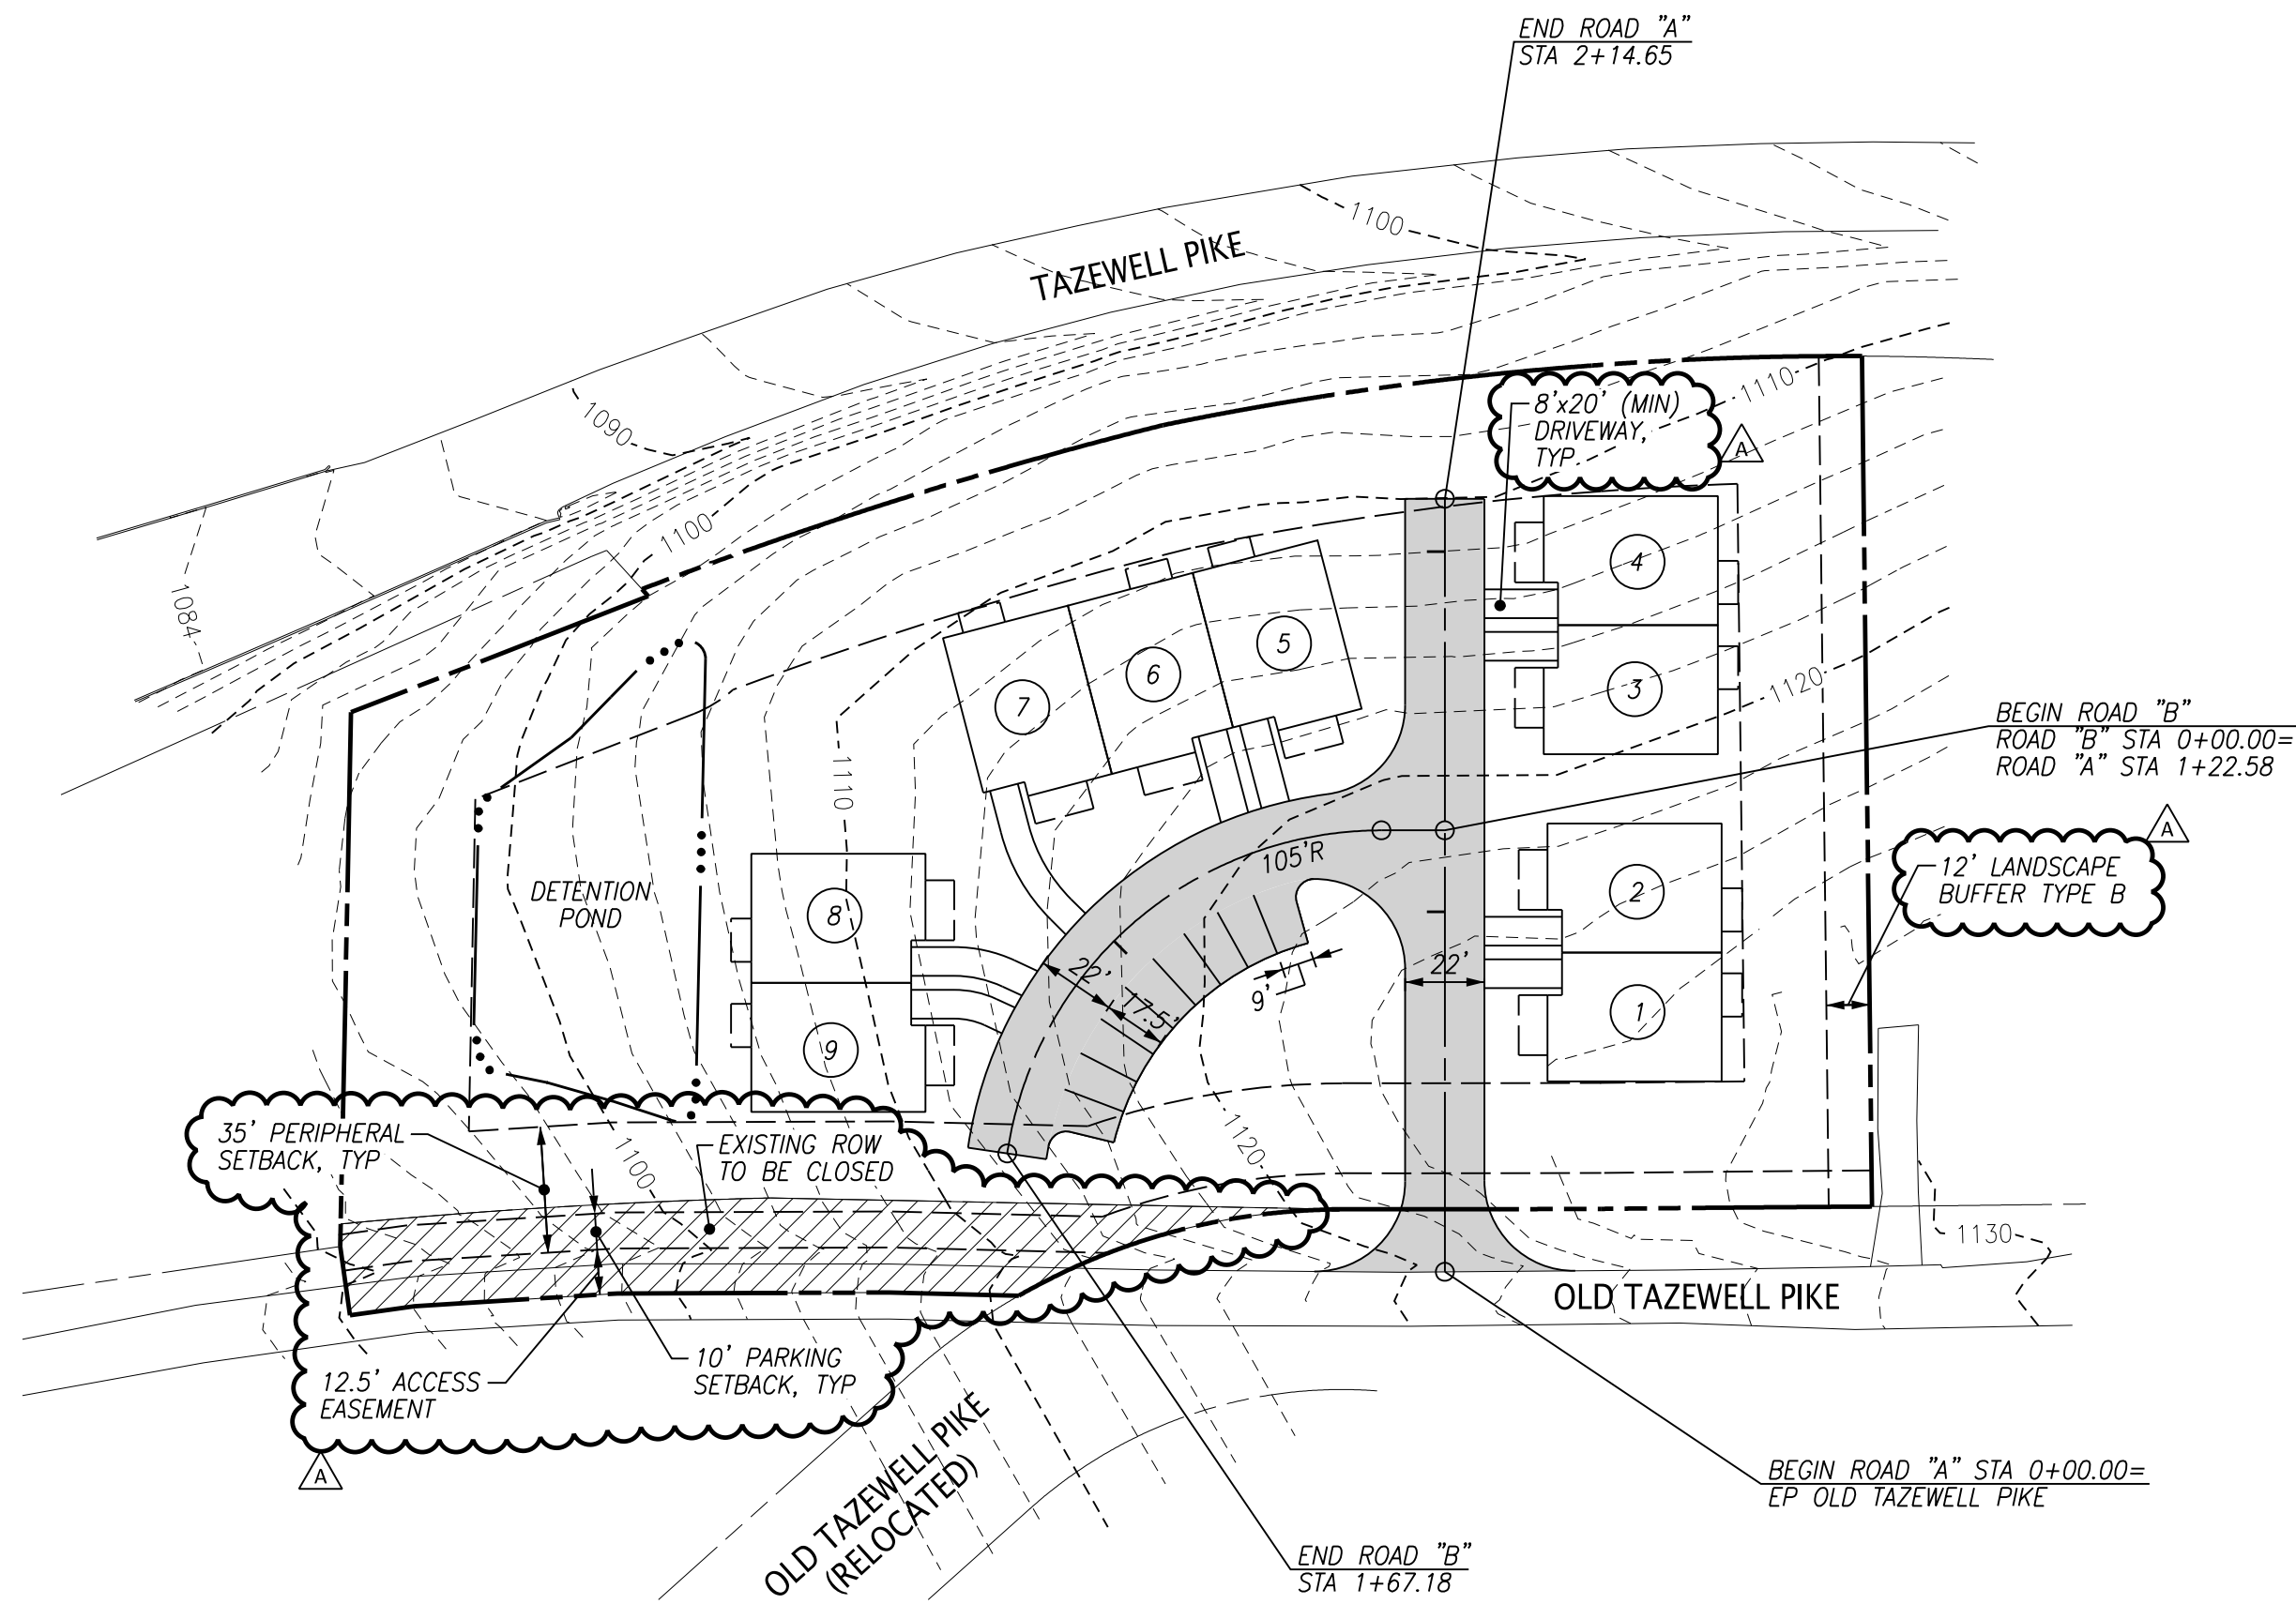 END ROAD "A"
STA 2+14.65
TAZEWELL PIKE
1100
1090
1110
8'x20' (MIN)
DRIVEWAY,
TYP.
A
1100
1084
4
5
6
3
7
1120
BEGIN ROAD "B"
ROAD "B" STA 0+00.00=
ROAD "A" STA 1+22.58
1110
105'R
A
12' LANDSCAPE
BUFFER TYPE B
DETENTION
POND
8
2
22'
22'
17.5'
9'
1
9
35' PERIPHERAL
SETBACK, TYP
EXISTING ROW
TO BE CLOSED
1100
1120
1130
OLD TAZEWELL PIKE
12.5' ACCESS
EASEMENT
10' PARKING
SETBACK, TYP
A
OLD TAZEWELL PIKE
(RELOCATED)
BEGIN ROAD "A" STA 0+00.00=
EP OLD TAZEWELL PIKE
END ROAD "B"
STA 1+67.18